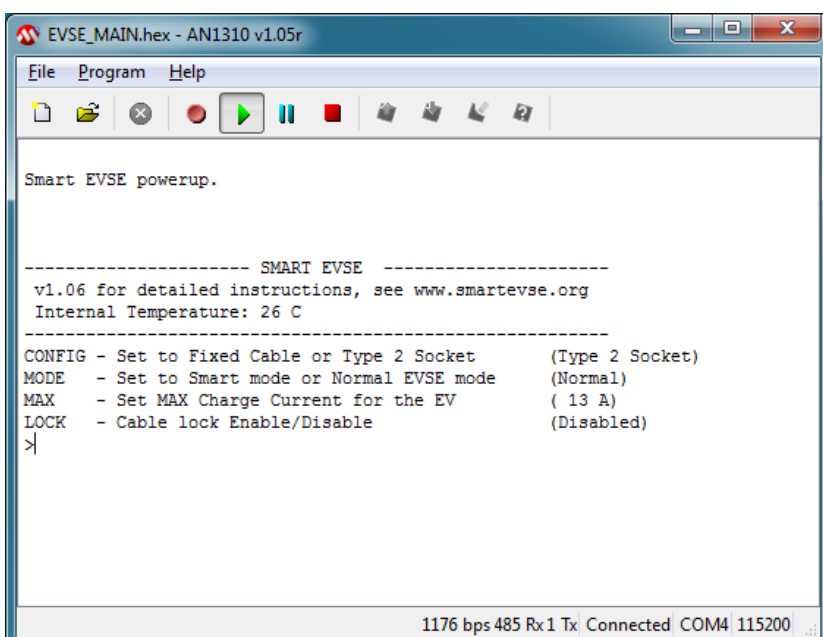 EVSE_MAIN.hex - AN1310 v1.05r
File Program Help
Smart EVSE powerup.
---------------------- SMART EVSE ----------------------
v1.06 for detailed instructions, see www.smartevse.org
Internal Temperature: 26 C
---------------------------------------------------------
CONFIG - Set to Fixed Cable or Type 2 Socket (Type 2 Socket)
MODE - Set to Smart mode or Normal EVSE mode (Normal)
MAX - Set MAX Charge Current for the EV ( 13 A)
LOCK - Cable lock Enable/Disable (Disabled)
>
1176 bps 485 Rx 1 Tx Connected COM4 115200